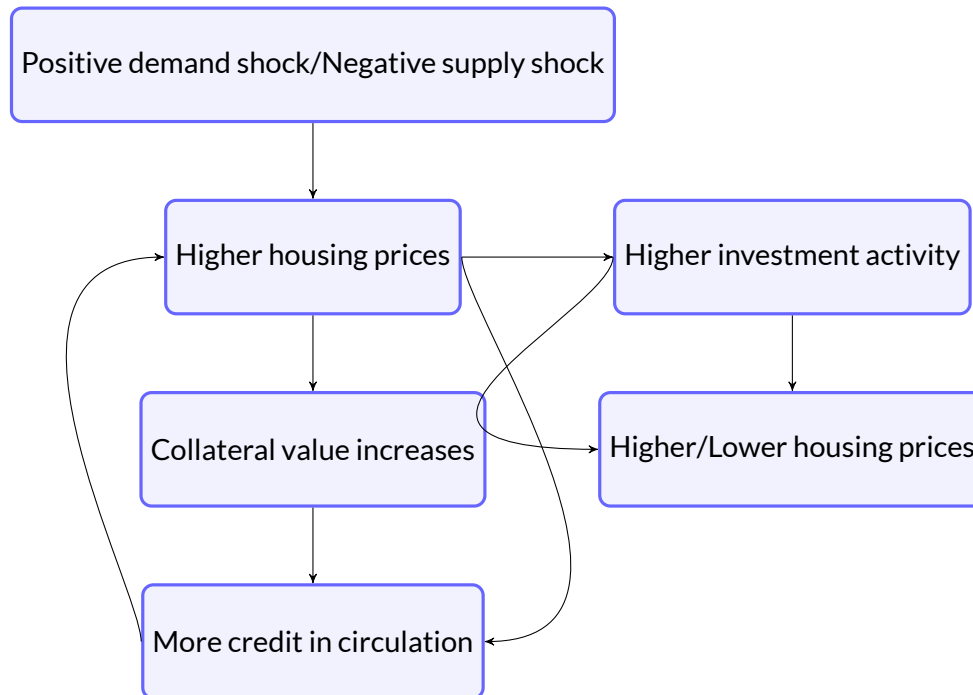 Positive demand shock/Negative supply shock
Higher housing prices
Higher investment activity
Collateral value increases
Higher/Lower housing prices
More credit in circulation